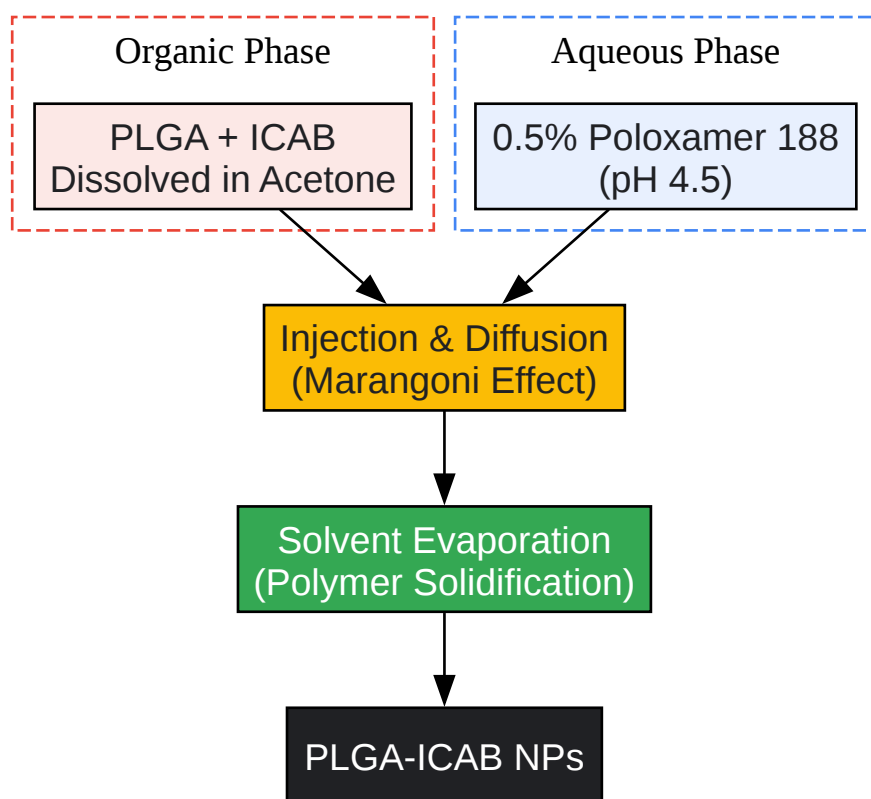 Organic Phase
Aqueous Phase
PLGA + ICAB
Dissolved in Acetone
0.5% Poloxamer 188
(pH 4.5)
Injection & Diffusion
(Marangoni Effect)
Solvent Evaporation
(Polymer Solidification)
PLGA-ICAB NPs